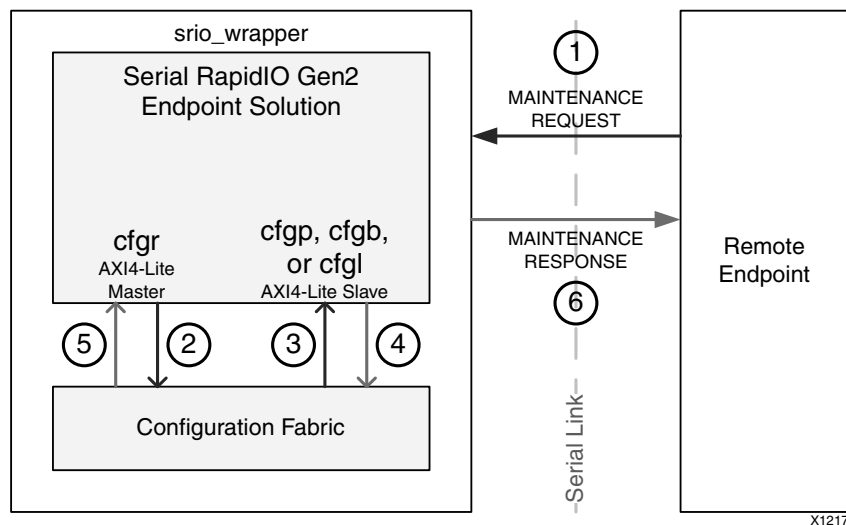 srio_wrapper
Serial RapidIO Gen2
Endpoint Solution
1
MAINTENANCE
REQUEST
cfgr
AXI4-Lite
Master
cfgp, cfgb,
or cfgl
AXI4-Lite Slave
MAINTENANCE
RESPONSE
6
Remote
Endpoint
5
2
3
4
Configuration Fabric
Serial Link
X1217